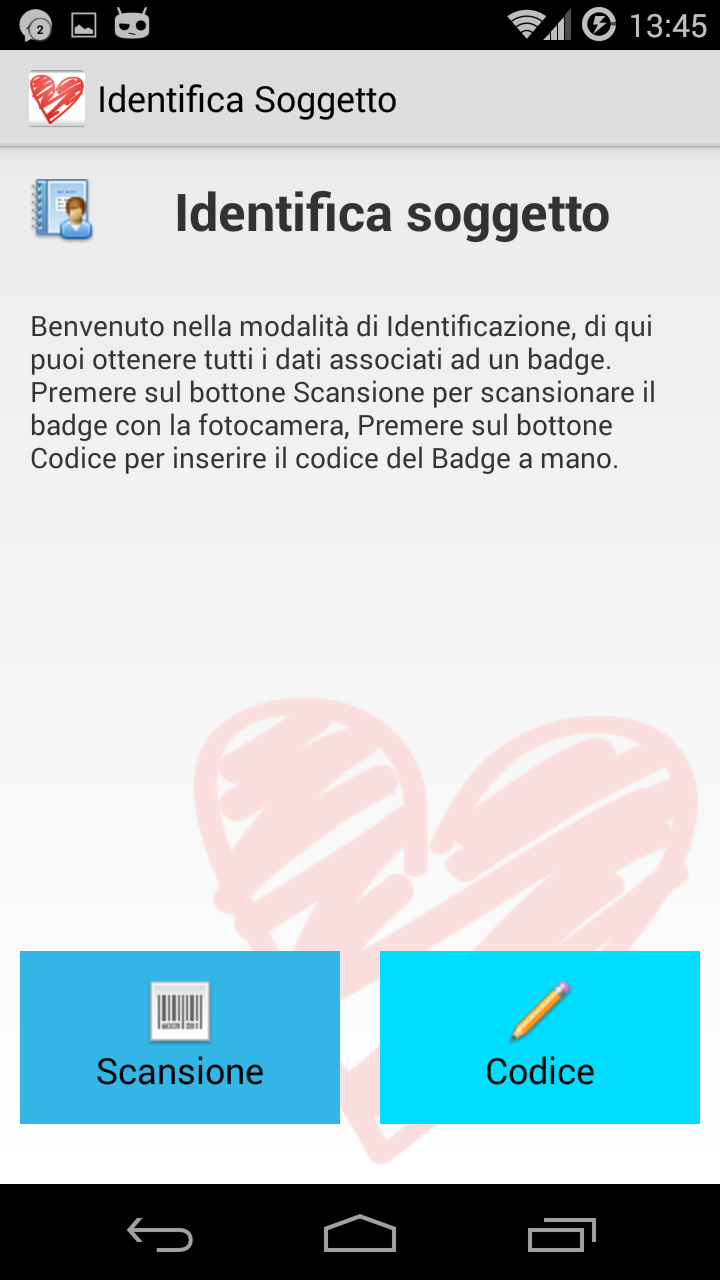 2
13:45
Identifica Soggetto
Identifica soggetto
Benvenuto nella modalità di Identificazione, di qui
puoi ottenere tutti i dati associati ad un badge.
Premere sul bottone Scansione per scansionare il
badge con la fotocamera, Premere sul bottone
Codice per inserire il codice del Badge a mano.
Scansione
Codice